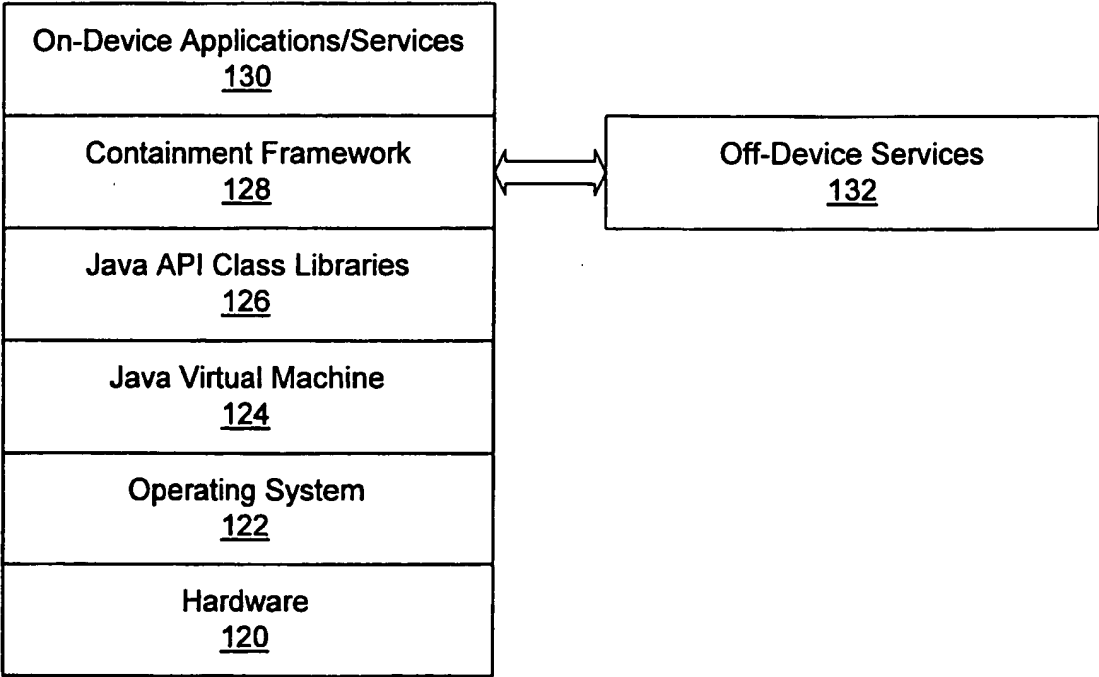 On-Device Applications/Services
130
Containment Framework
128
Off-Device Services
132
Java API Class Libraries
126
Java Virtual Machine
124
Operating System
122
Hardware
120